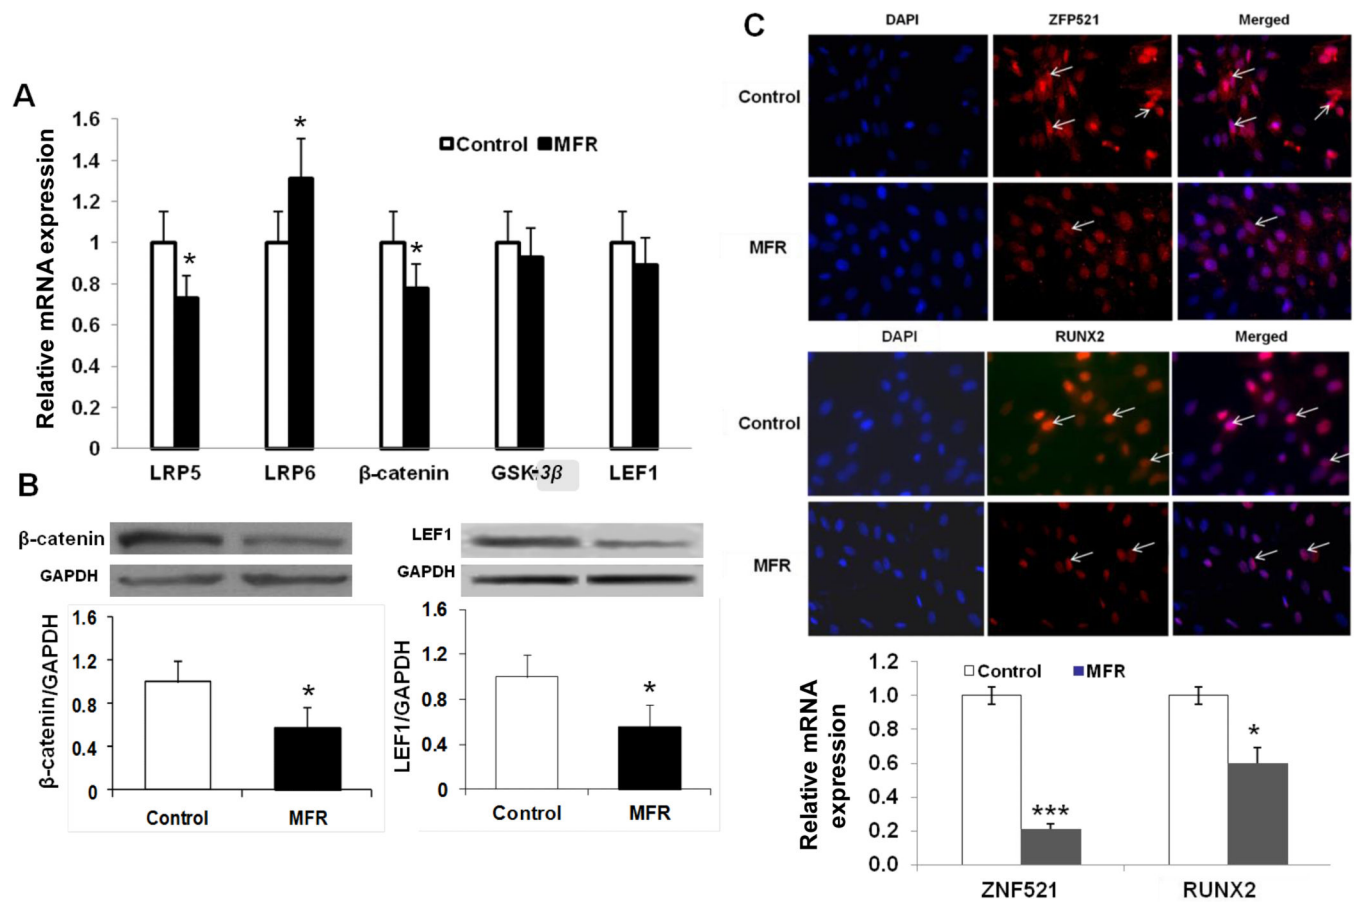 A
Relative mRNA expression
1.6
1.4
1.2
1
0.8
0.6
0.4
0.2
0
Control MFR
*
*
*
LRP5 LRP6 β-catenin GSK-3β LEF1
B
β-catenin
GAPDH
β-catenin/GAPDH
1.6
1.2
0.8
0.4
0
*
Control MFR
LEF1
GAPDH
LEF1/GAPDH
1.6
1.2
0.8
0.4
0
*
Control MFR
C
DAPI ZFP521 Merged
Control
MFR
DAPI RUNX2 Merged
Control
MFR
Relative mRNA
expression
1.2
1.0
0.8
0.6
0.4
0.2
0.0
Control MFR
***
*
ZNF521 RUNX2